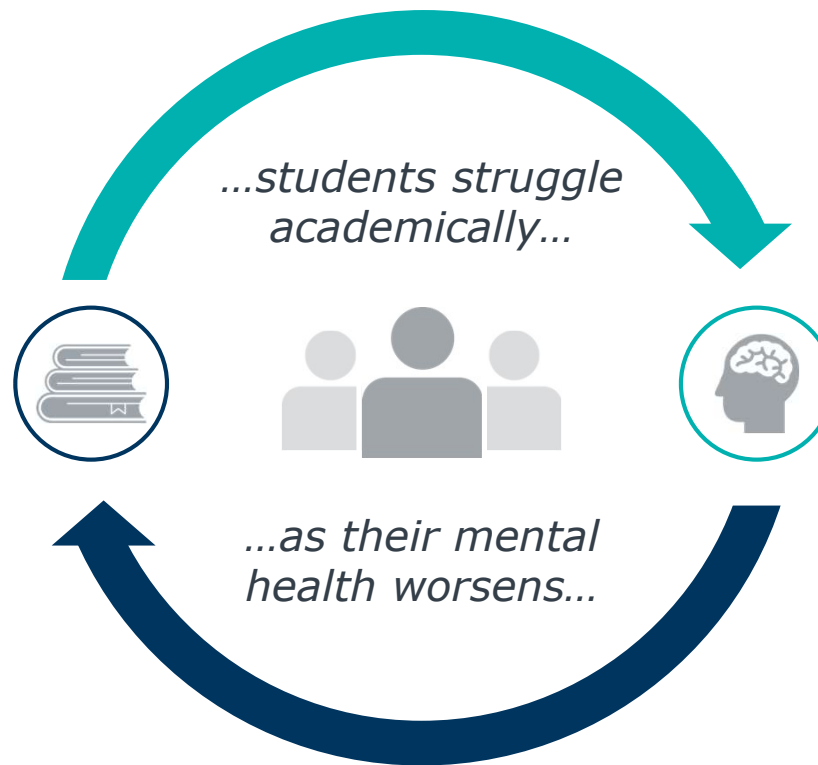 …students struggle
academically…
…as their mental
health worsens…